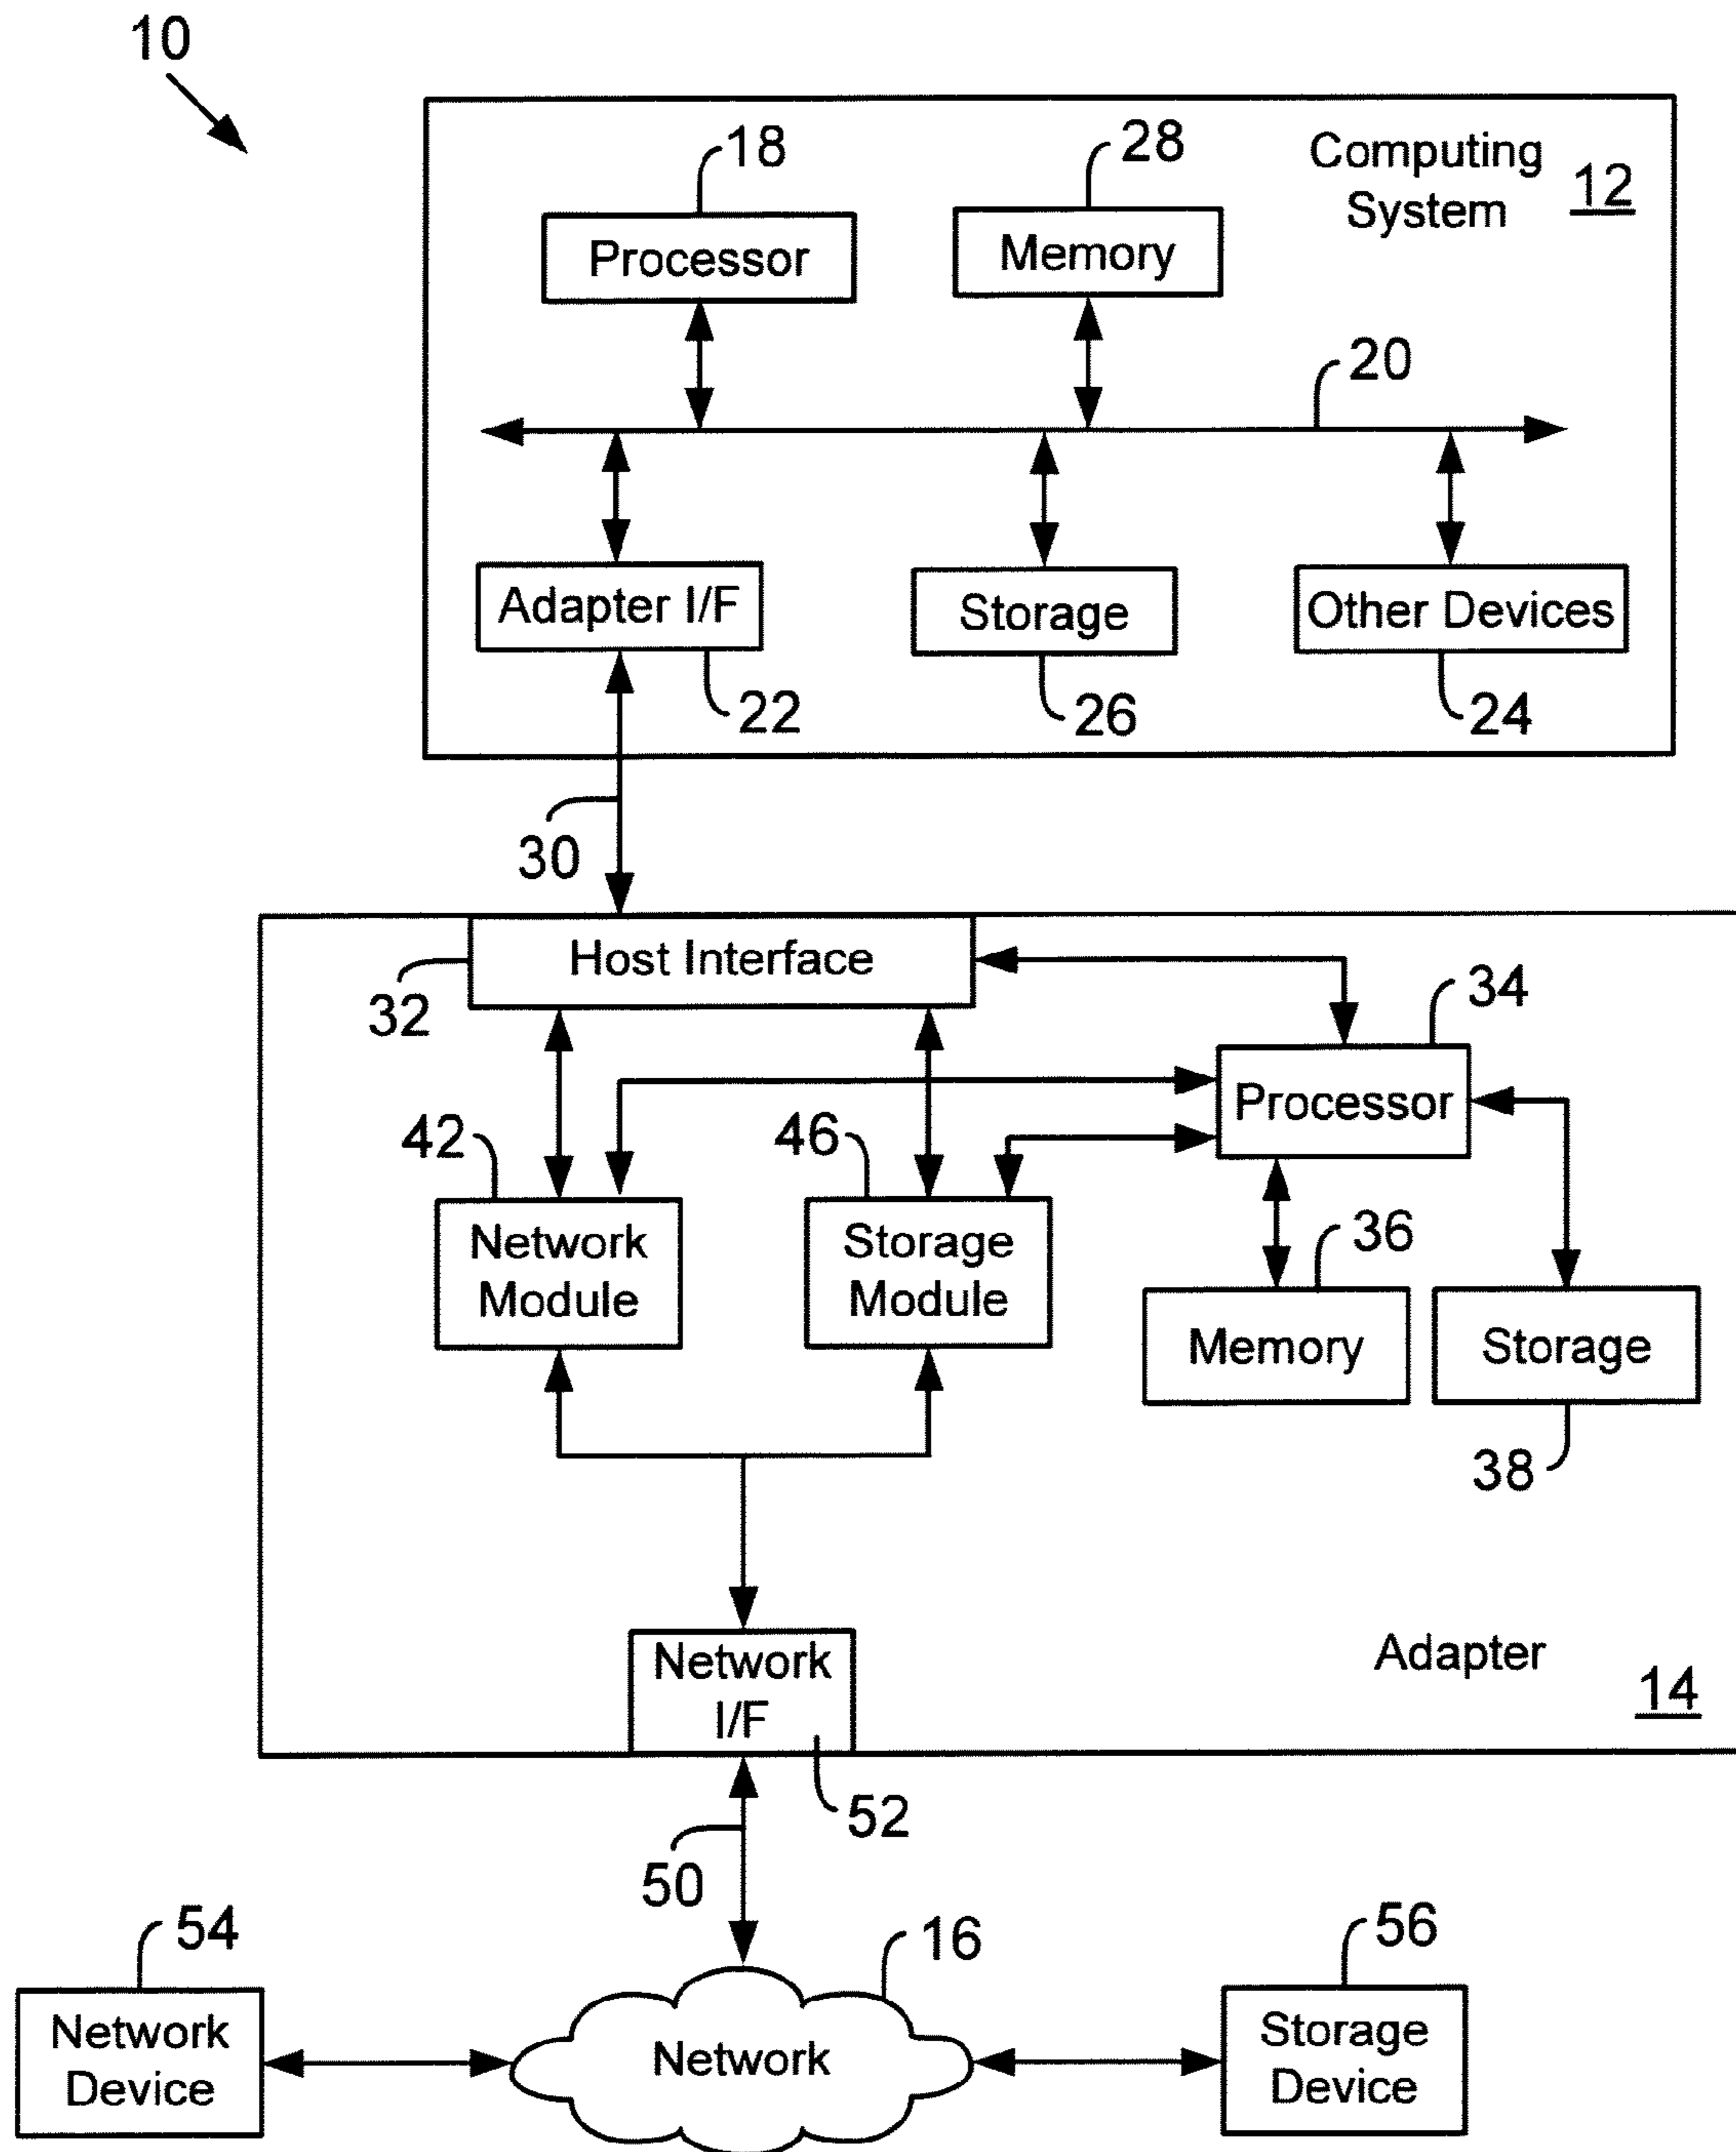 10
18
28
Computing
System
12
Processor
Memory
20
Adapter I/F
Storage
Other Devices
22
26
24
30
Host Interface
32
34
Processor
42
46
Network
Module
Storage
Module
36
Memory
Storage
38
Network
I/F
Adapter
14
52
50
54
16
56
Network
Device
Network
Storage
Device